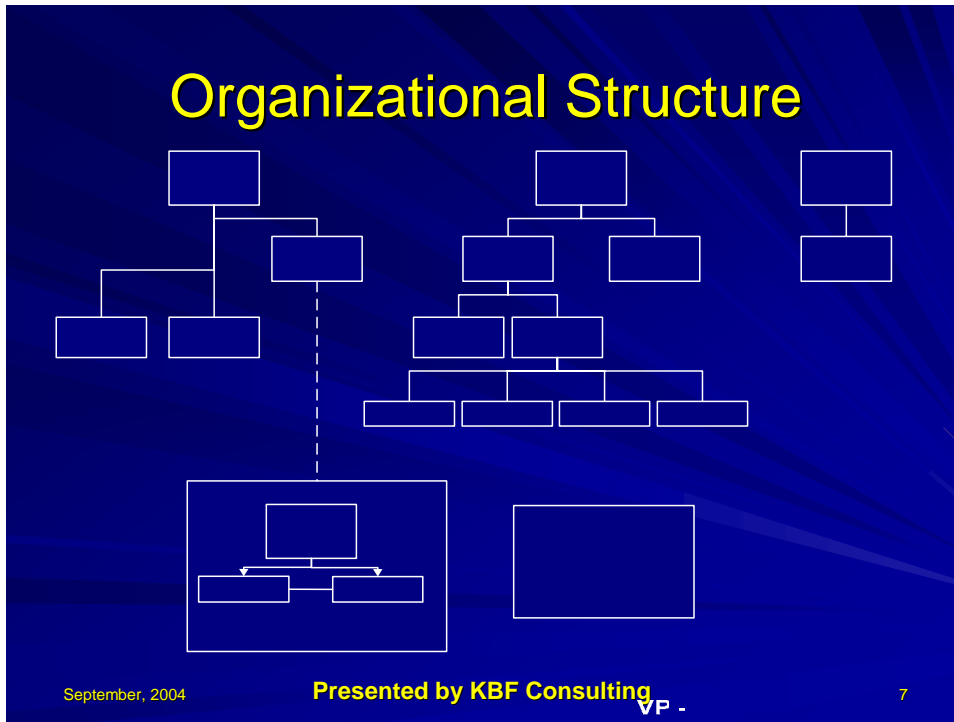 Organizational Structure
September, 2004
Presented by KBF Consulting
7
VP -